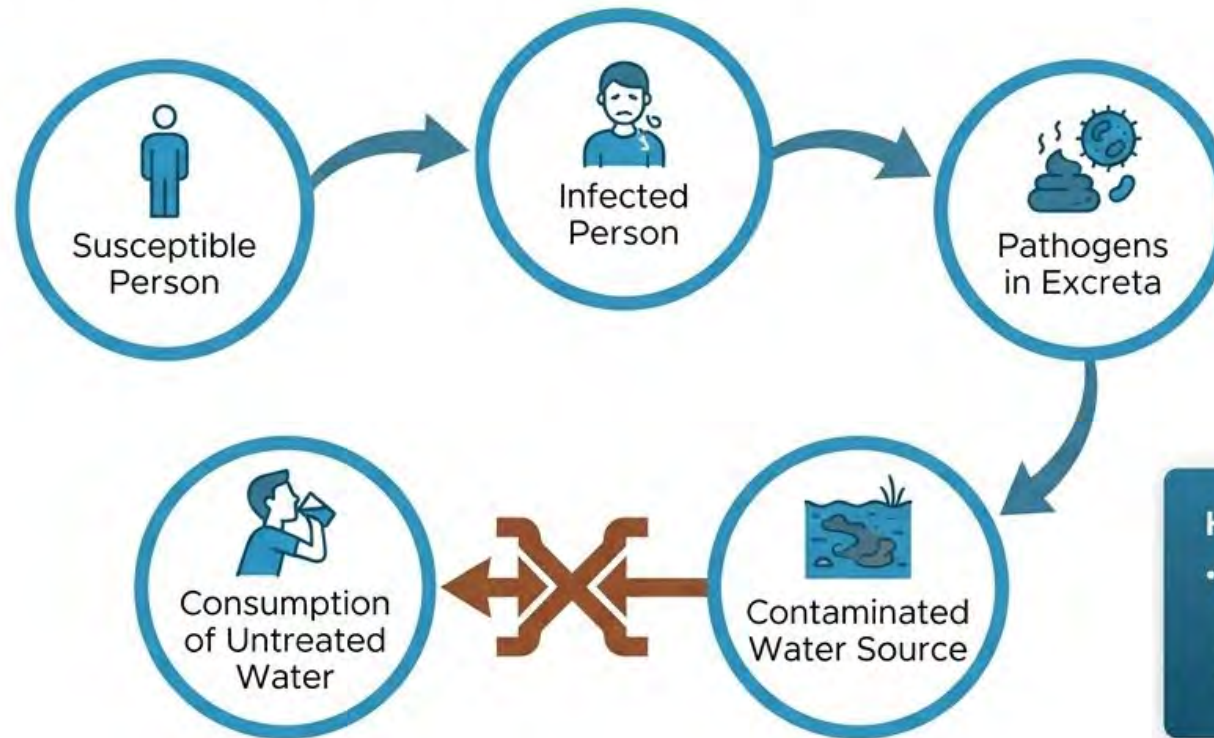 Susceptible
Person
Infected
Person
Pathogens
in Excreta
Contaminated
Water Source
Consumption
of Untreated
Water